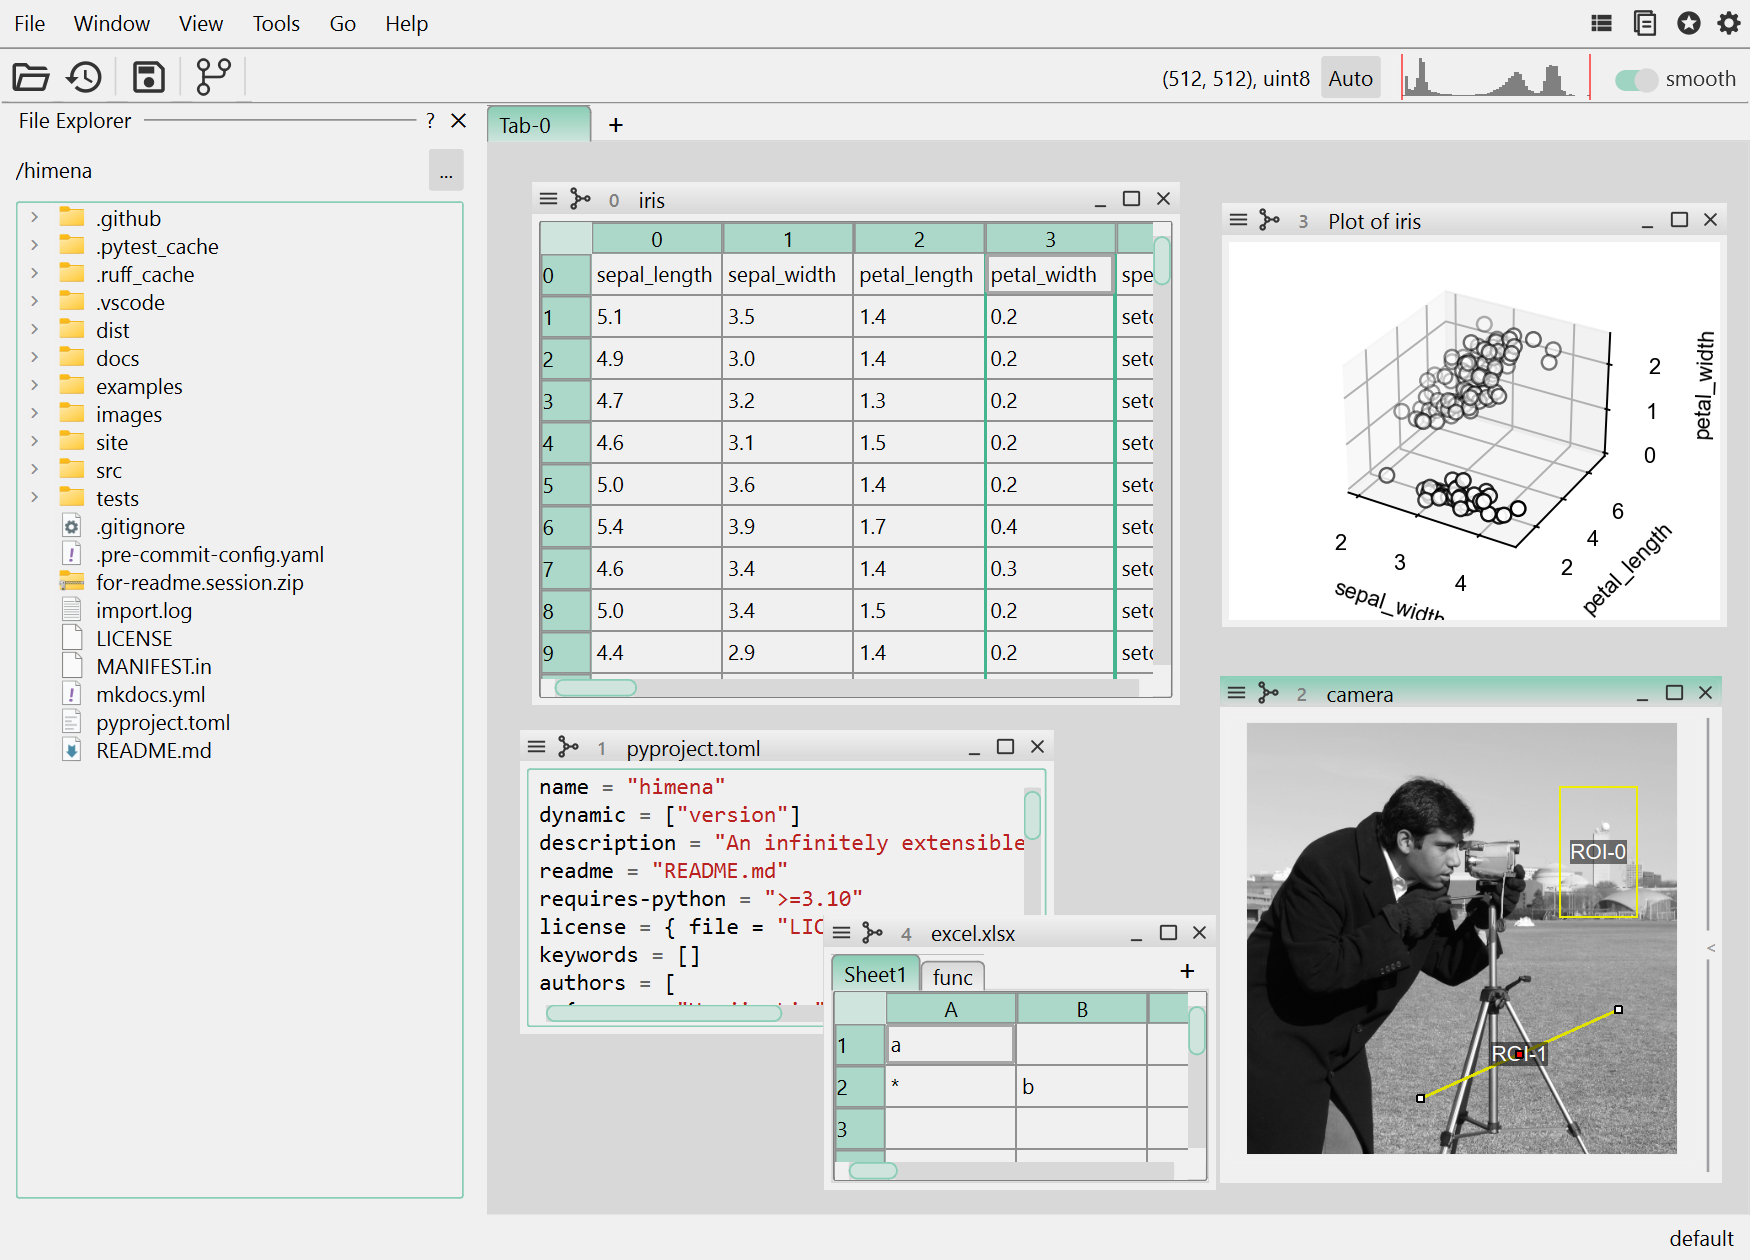 File Window View Tools Go Help
(512, 512), uint8 Auto smooth
File Explorer ? 
/himena ...
.github
.pytest_cache
.ruff_cache
.vscode
dist
docs
examples
images
site
src
tests
.gitignore
.pre-commit-config.yaml
for-readme.session.zip
import.log
LICENSE
MANIFEST.in
mkdocs.yml
pyproject.toml
README.md
Tab-0 +
0 iris
0 1 2 3
0 sepal_length sepal_width petal_length petal_width spe
1 5.1 3.5 1.4 0.2 seto
2 4.9 3.0 1.4 0.2 seto
3 4.7 3.2 1.3 0.2 seto
4 4.6 3.1 1.5 0.2 seto
5 5.0 3.6 1.4 0.2 seto
6 5.4 3.9 1.7 0.4 seto
7 4.6 3.4 1.4 0.3 seto
8 5.0 3.4 1.5 0.2 seto
9 4.4 2.9 1.4 0.2 seto
3 Plot of iris
2
1
0
petal_width
6
4
2
petal_length
2
3
4
sepal_width
1 pyproject.toml
name = "himena"
dynamic = ["version"]
description = "An infinitely extensible
readme = "README.md"
requires-python = ">=3.10"
license = { file = "LIC
keywords = []
authors = [
4 excel.xlsx
Sheet1 func +
A B
1 a
2 * b
3
2 camera
ROI-0
ROI-1
<
default